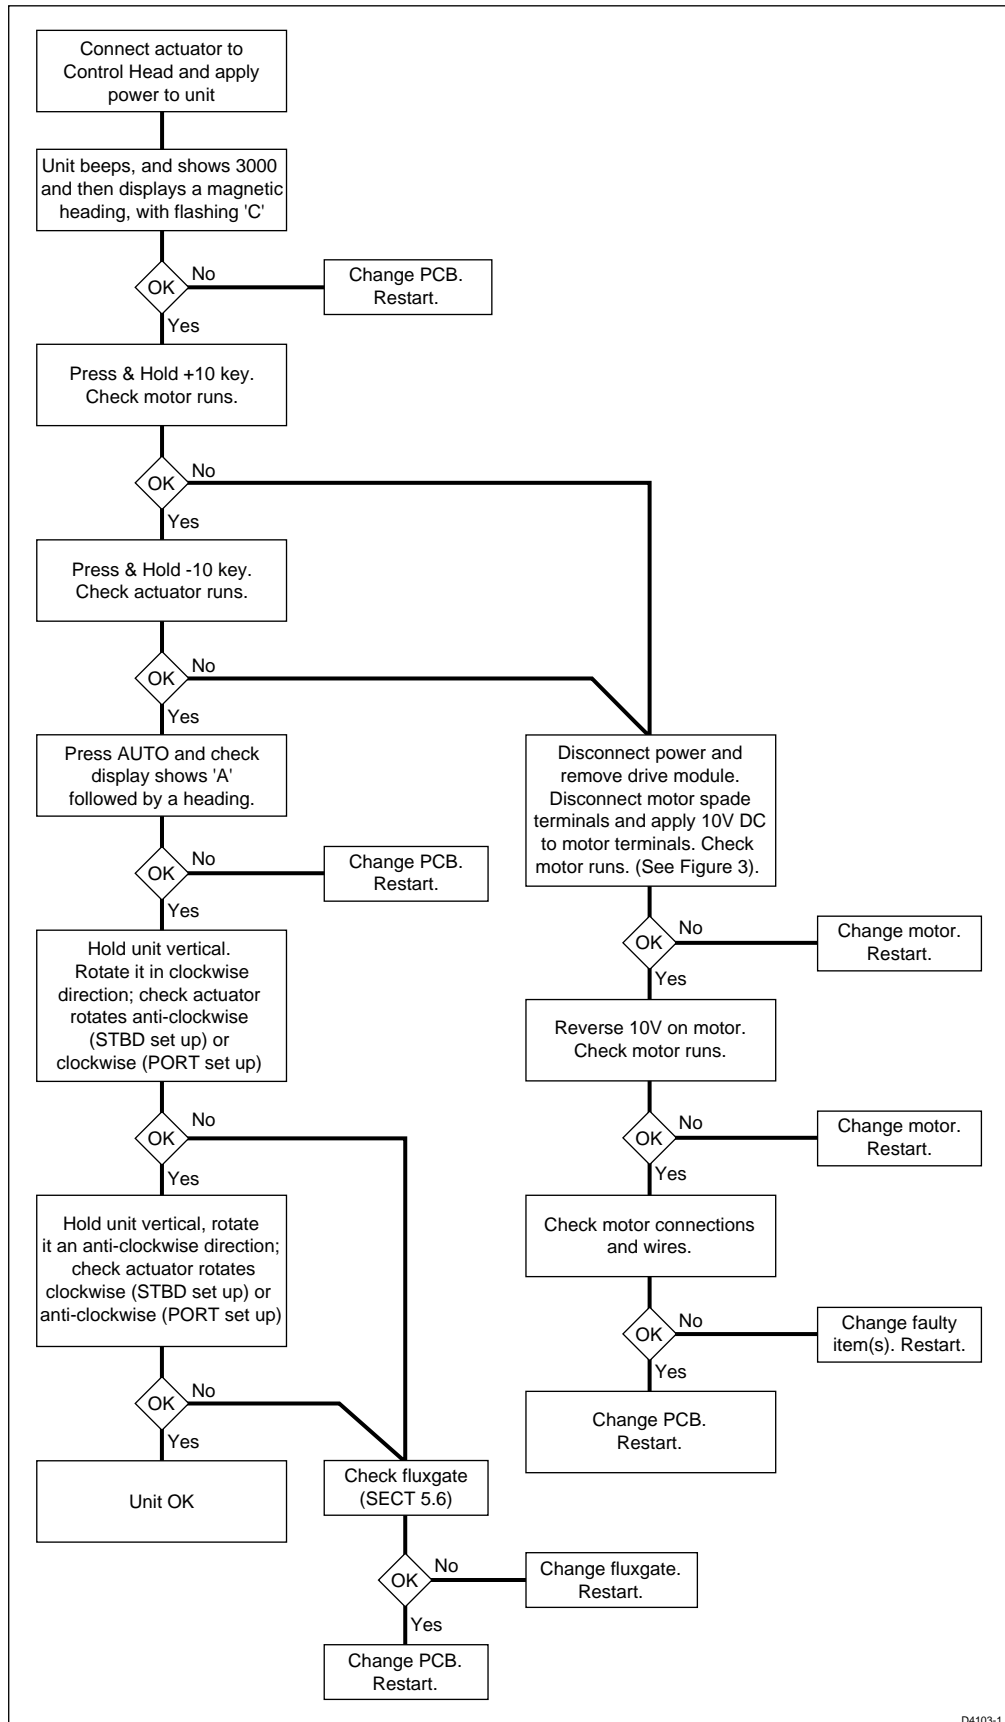 Connect actuator to
Control Head and apply
power to unit
Unit beeps, and shows 3000
and then displays a magnetic
heading, with flashing 'C'
OK
No
Change PCB.
Restart.
Yes
Press & Hold +10 key.
Check motor runs.
OK
No
Yes
Press & Hold -10 key.
Check actuator runs.
OK
No
Yes
Press AUTO and check
display shows 'A'
followed by a heading.
OK
No
Change PCB.
Restart.
Yes
Hold unit vertical.
Rotate it in clockwise
direction; check actuator
rotates anti-clockwise
(STBD set up) or
clockwise (PORT set up)
OK
No
Yes
Hold unit vertical, rotate
it an anti-clockwise direction;
check actuator rotates
clockwise (STBD set up) or
anti-clockwise (PORT set up)
OK
No
Yes
Unit OK
Check fluxgate
(SECT 5.6)
OK
No
Change fluxgate.
Restart.
Yes
Change PCB.
Restart.
Disconnect power and
remove drive module.
Disconnect motor spade
terminals and apply 10V DC
to motor terminals. Check
motor runs. (See Figure 3).
OK
No
Change motor.
Restart.
Yes
Reverse 10V on motor.
Check motor runs.
OK
No
Change motor.
Restart.
Yes
Check motor connections
and wires.
OK
No
Change faulty
item(s). Restart.
Yes
Change PCB.
Restart.
D4103-1